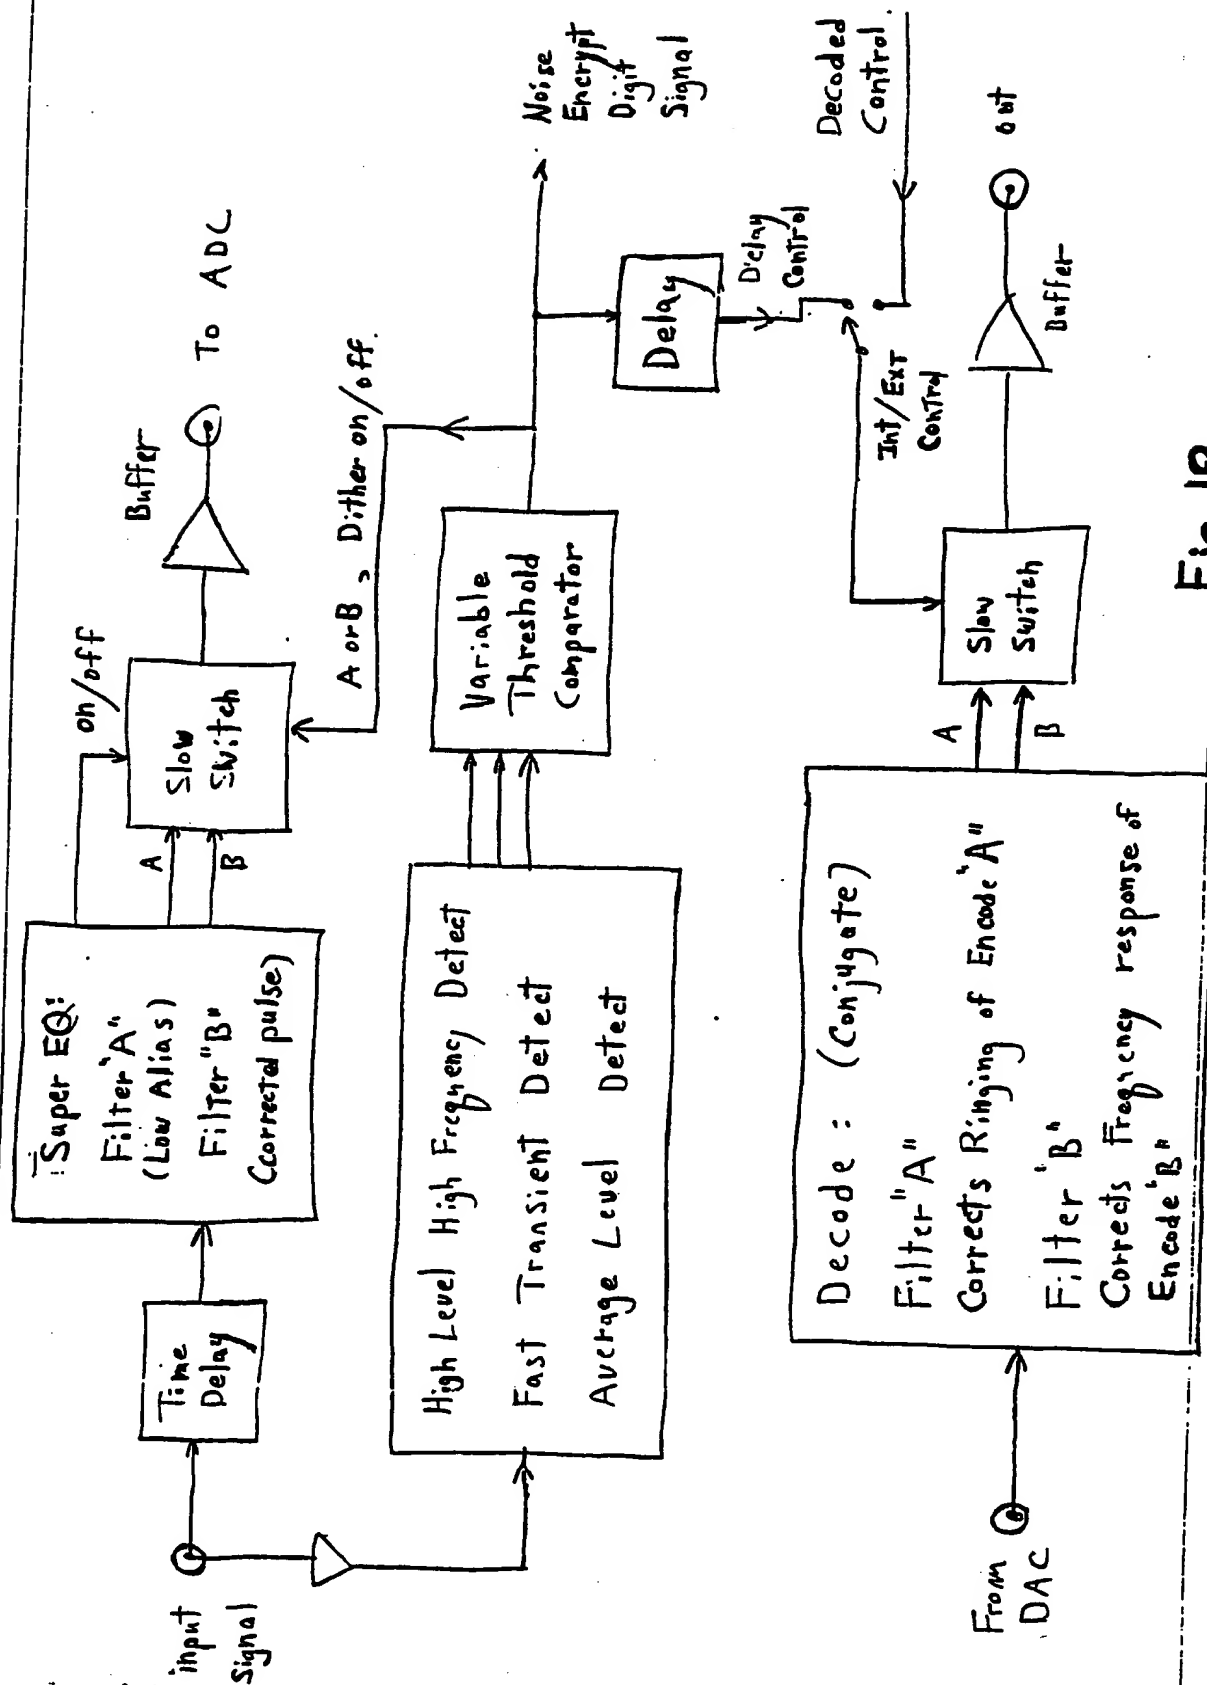 input
Signal
Time
Delay
Super EQ:
Filter "A"
(Low Alias)
Filter "B"
(corrected pulse)
on/off
A
B
Slow
Switch
Buffer
To ADC
A or B, Dither on/off
High Level High Frequency Detect
Fast Transient Detect
Average Level Detect
Variable
Threshold
Comparator
Noise
Encrypt
Digit
Signal
Delay
Delay
Control
Decoded
Control
Int/Ext
Control
From
DAC
Decode: (Conjugate)
Filter "A"
Corrects Ringing of Encode "A"
Filter "B"
Corrects Frequency response of
Encode "B"
A
B
Slow
Switch
Buffer
out